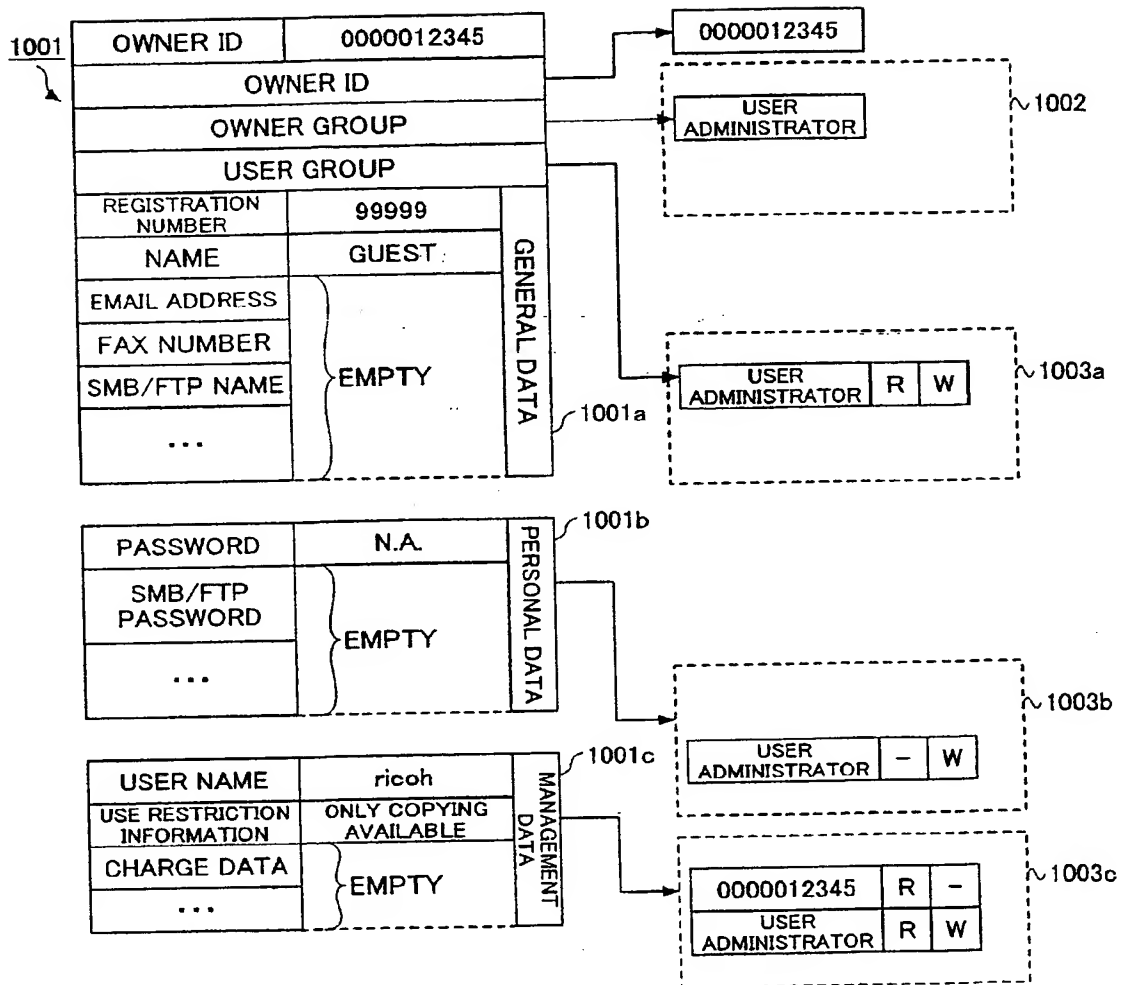 1001
OWNER ID 0000012345
OWNER ID
OWNER GROUP
USER GROUP
REGISTRATION
NUMBER
99999
NAME GUEST
EMAIL ADDRESS
FAX NUMBER
SMB/FTP NAME
...
EMPTY
GENERAL DATA
1001a
0000012345
USER
ADMINISTRATOR
1002
USER
ADMINISTRATOR
R W
1003a
PASSWORD N.A.
SMB/FTP
PASSWORD
...
EMPTY
PERSONAL DATA
1001b
USER
ADMINISTRATOR
- W
1003b
USER NAME ricoh
USE RESTRICTION
INFORMATION
ONLY COPYING
AVAILABLE
CHARGE DATA
...
EMPTY
MANAGEMENT
DATA
1001c
0000012345 R -
USER
ADMINISTRATOR
R W
1003c